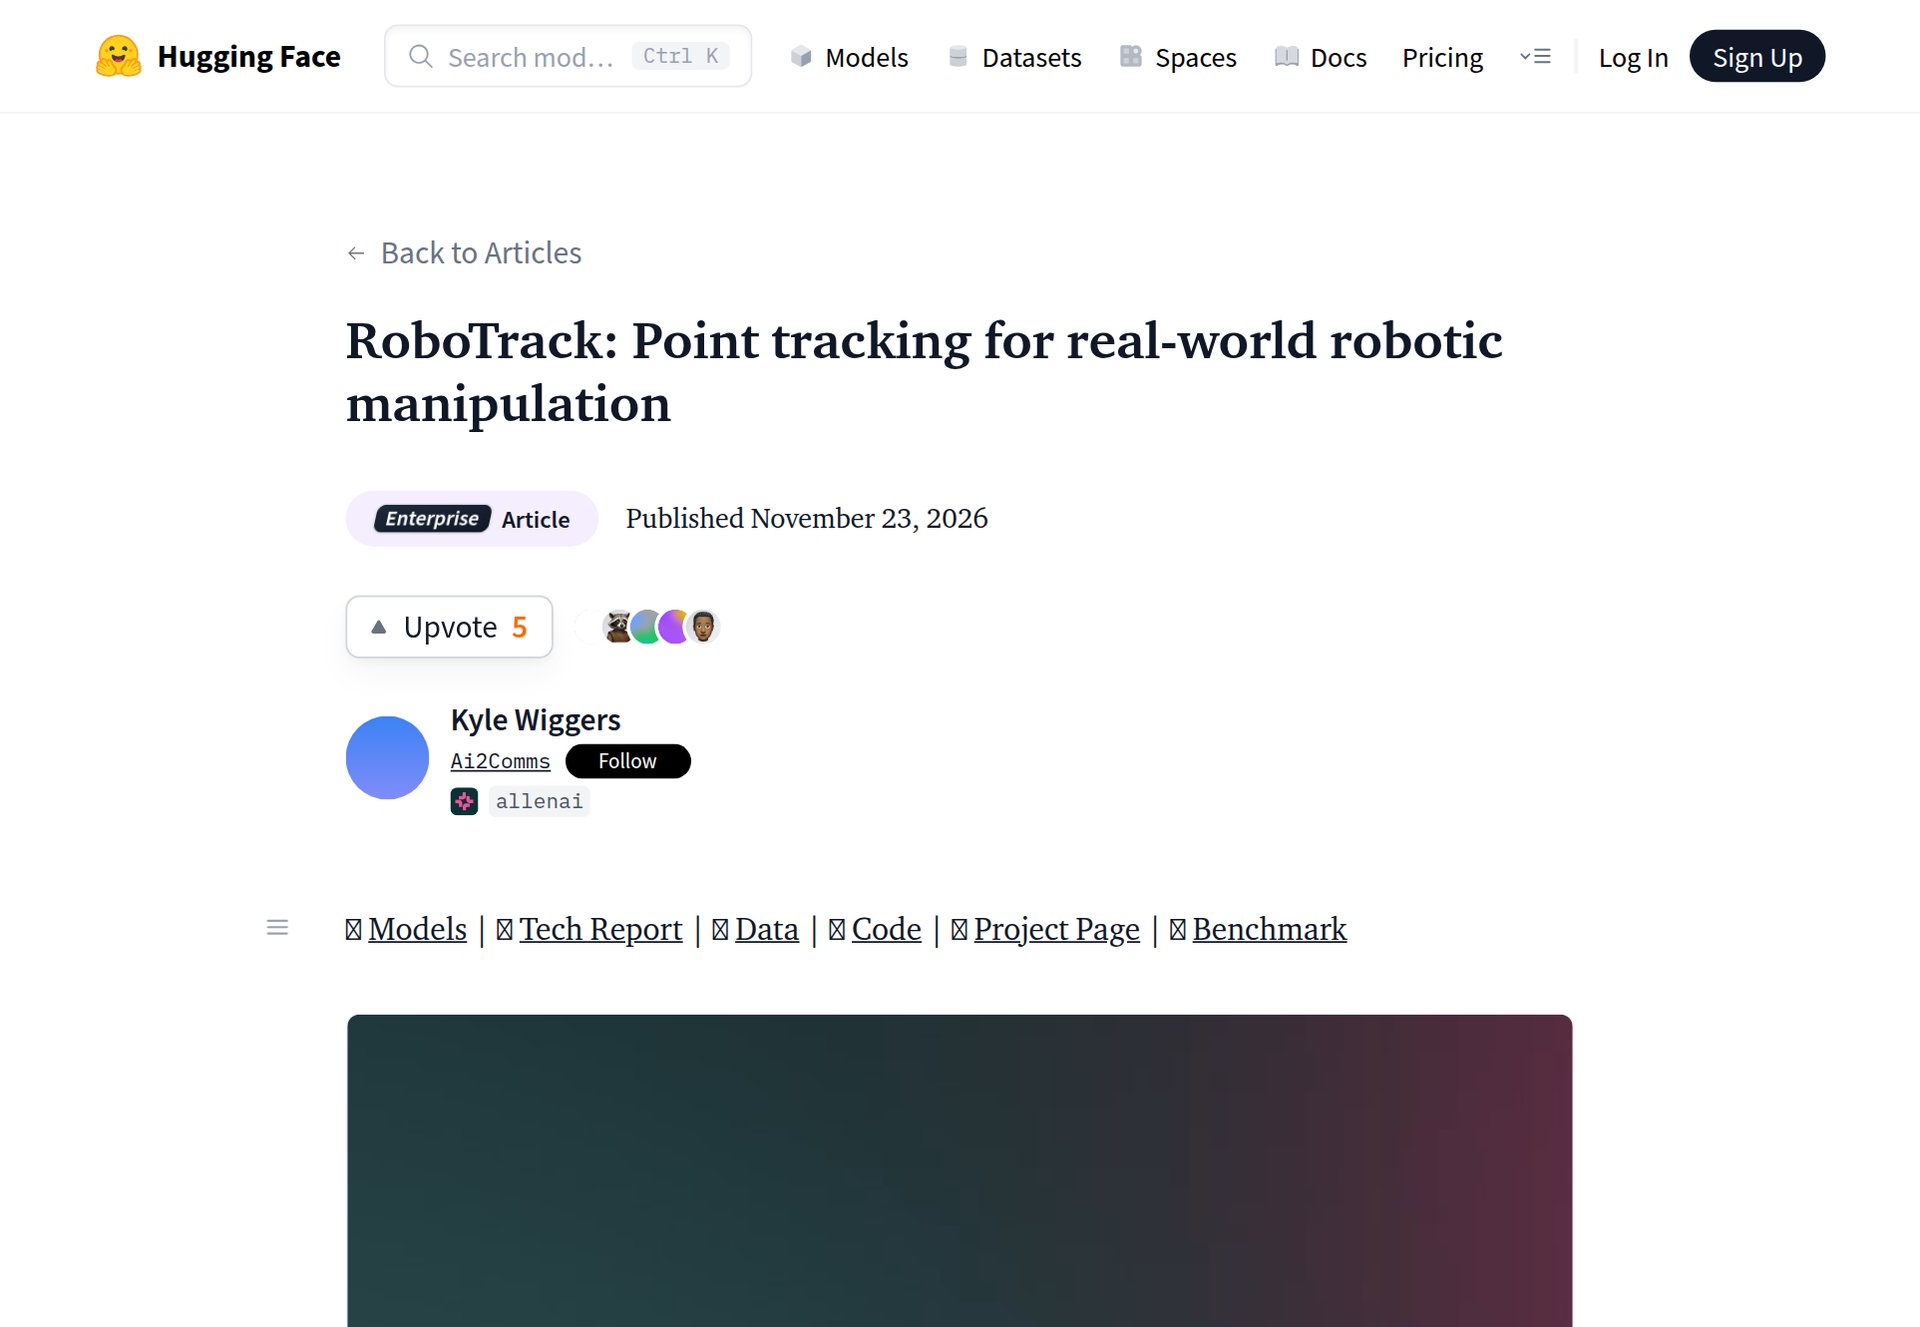 Hugging Face
Search mod...
Ctrl K
Models
Datasets
Spaces
Docs
Pricing
Log In
Sign Up
← Back to Articles
RoboTrack: Point tracking for real-world robotic
manipulation
Enterprise Article
Published November 23, 2026
Upvote 5
Kyle Wiggers
Ai2Comms
Follow
allenai
Models | Tech Report | Data | Code | Project Page | Benchmark